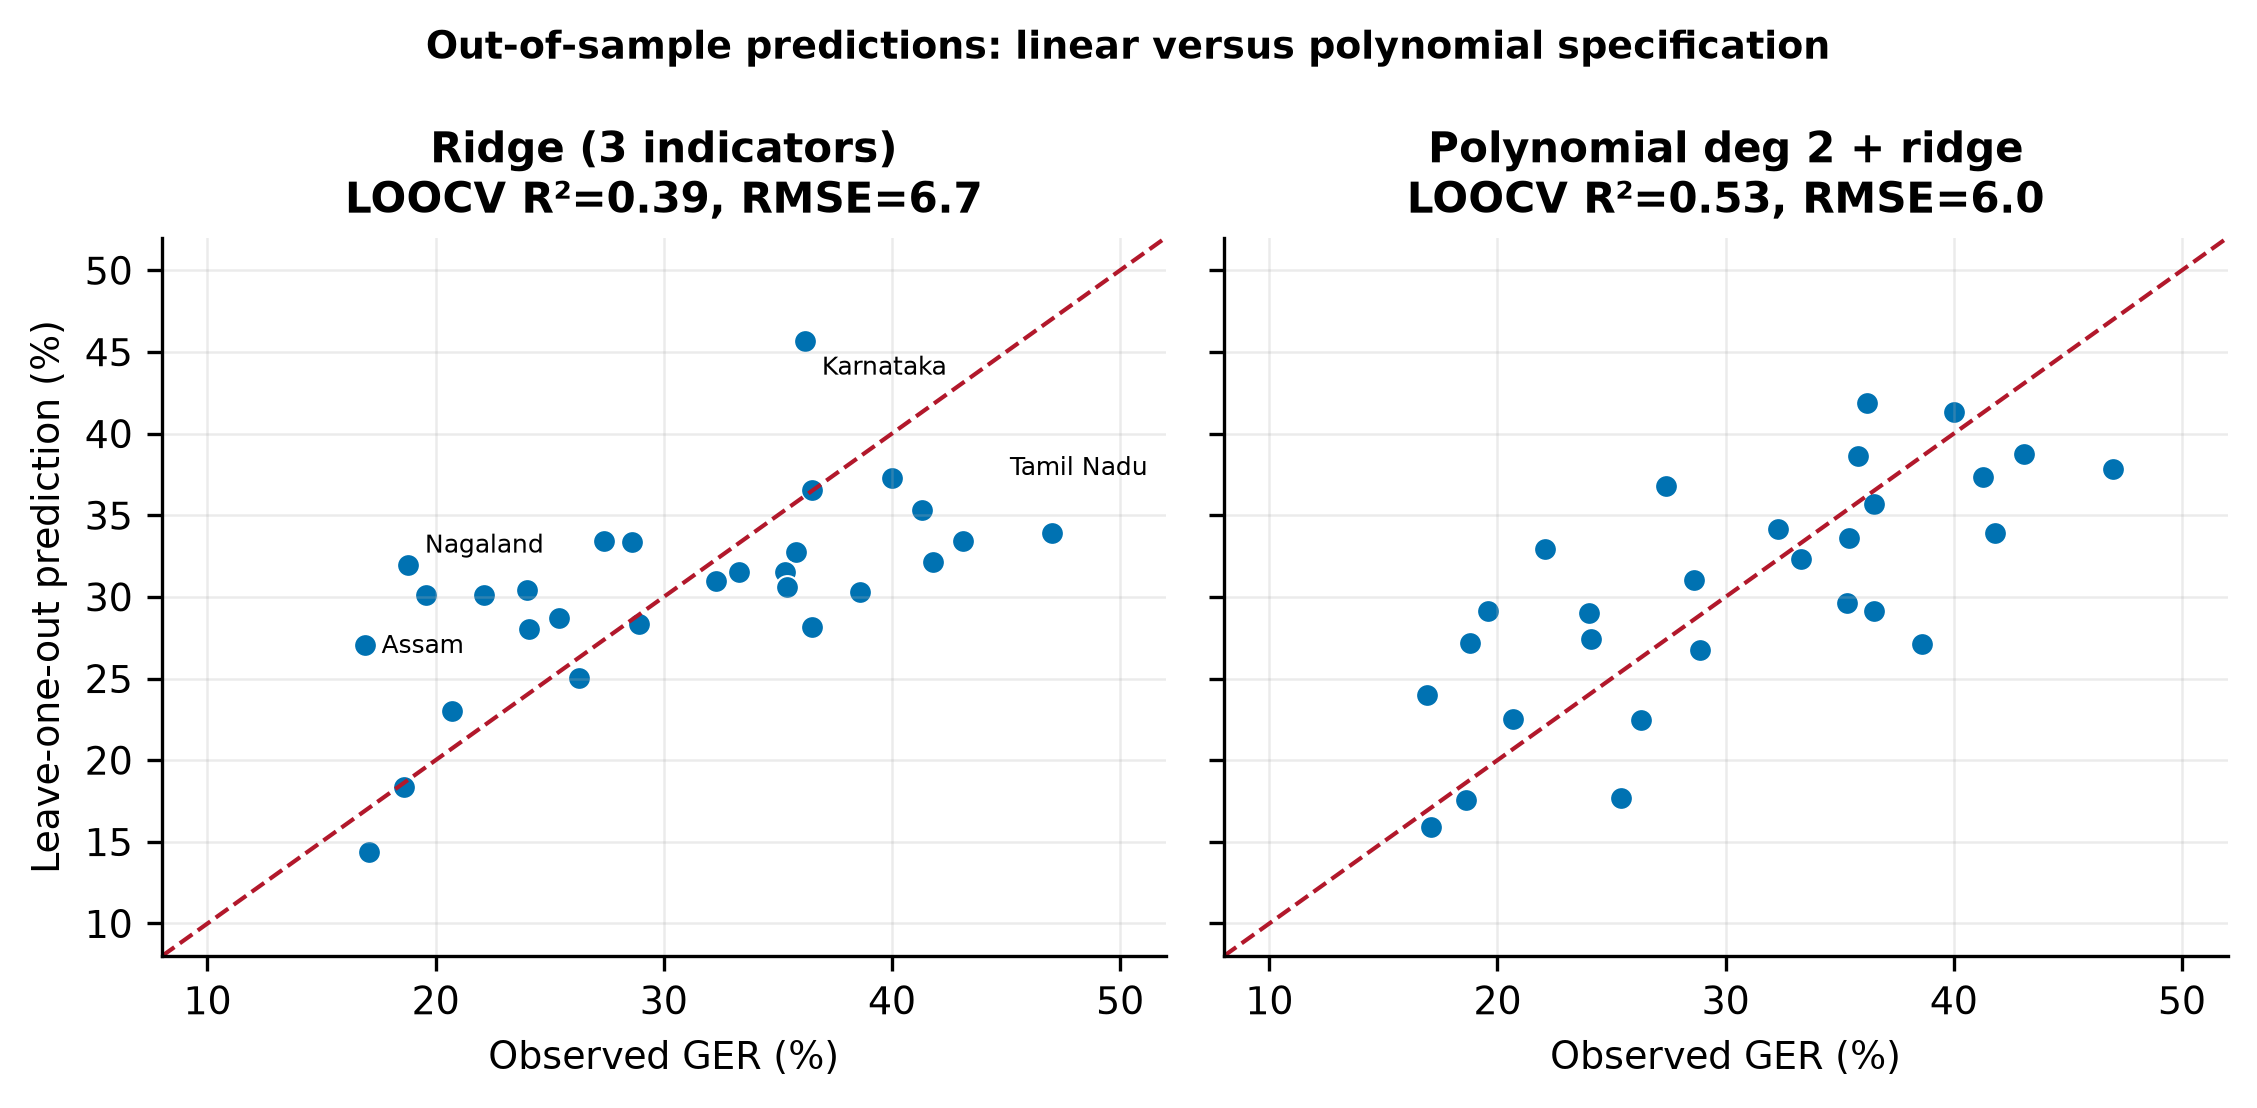 Out-of-sample predictions: linear versus polynomial specification
Ridge (3 indicators)
LOOCV R²=0.39, RMSE=6.7
Polynomial deg 2 + ridge
LOOCV R²=0.53, RMSE=6.0
Leave-one-out prediction (%)
50
45
40
35
30
25
20
15
10
Karnataka
Tamil Nadu
Nagaland
Assam
10 20 30 40 50
10 20 30 40 50
Observed GER (%)
Observed GER (%)